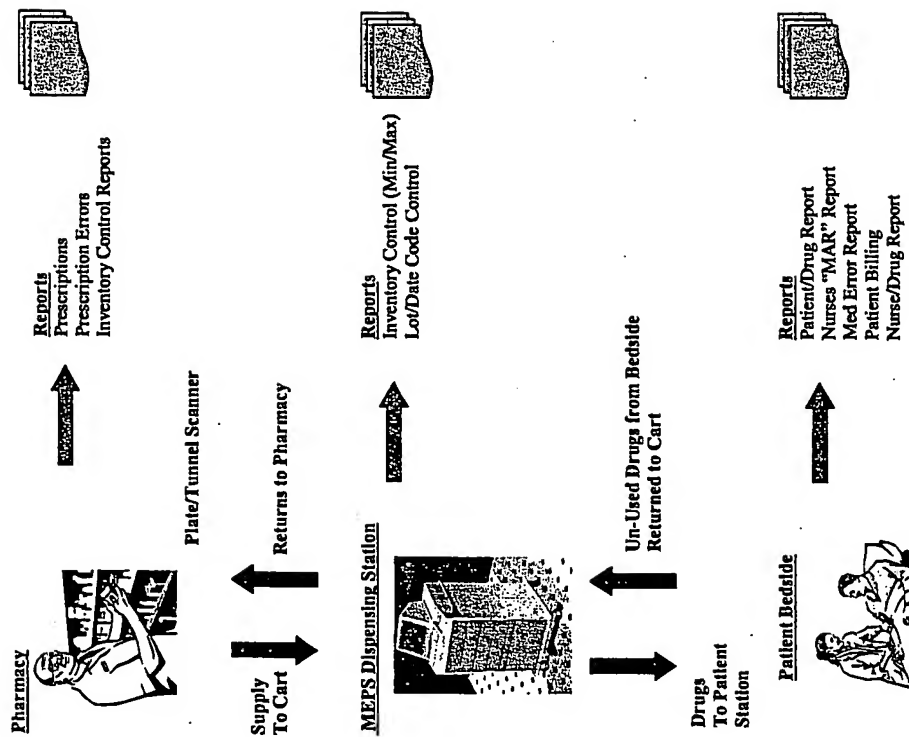 Pharmacy
Reports
Prescriptions
Prescription Errors
Inventory Control Reports
Plate/Tunnel Scanner
Supply
To Cart
Returns to Pharmacy
MEPS Dispensing Station
Reports
Inventory Control (Min/Max)
Lot/Date Code Control
Drugs
To Patient
Station
Un-Used Drugs from Bedside
Returned to Cart
Patient Bedside
Reports
Patient/Drug Report
Nurses "MAR" Report
Med Error Report
Patient Billing
Nurse/Drug Report